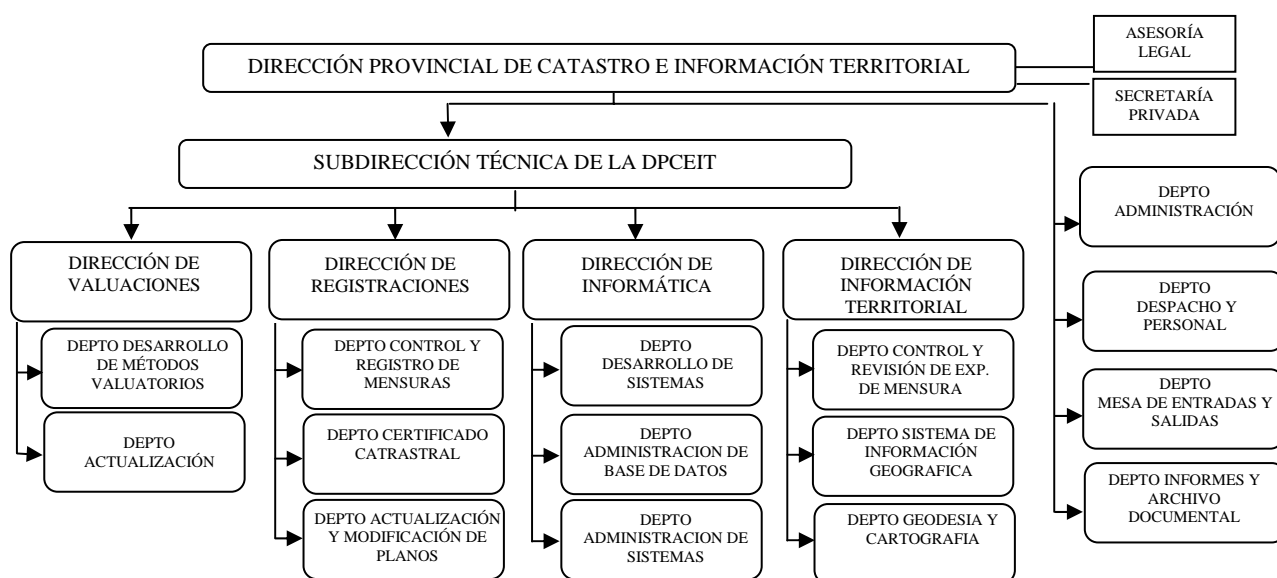 ASESORÍA
LEGAL
DIRECCIÓN PROVINCIAL DE CATASTRO E INFORMACIÓN TERRITORIAL
SECRETARÍA
PRIVADA
SUBDIRECCIÓN TÉCNICA DE LA DPCEIT
DIRECCIÓN DE
VALUACIONES
DEPTO DESARROLLO
DE MÉTODOS
VALUATORIOS
DEPTO
ACTUALIZACIÓN
DIRECCIÓN DE
REGISTRACIONES
DEPTO CONTROL Y
REGISTRO DE
MENSURAS
DEPTO CERTIFICADO
CATRASTRAL
DEPTO ACTUALIZACIÓN
Y MODIFICACIÓN DE
PLANOS
DIRECCIÓN DE
INFORMÁTICA
DEPTO
DESARROLLO DE
SISTEMAS
DEPTO
ADMINISTRACION DE
BASE DE DATOS
DEPTO
ADMINISTRACION DE
SISTEMAS
DIRECCIÓN DE
INFORMACIÓN
TERRITORIAL
DEPTO CONTROL Y
REVISIÓN DE EXP.
DE MENSURA
DEPTO SISTEMA DE
INFORMACIÓN
GEOGRAFICA
DEPTO GEODESIA Y
CARTOGRAFIA
DEPTO
ADMINISTRACIÓN
DEPTO
DESPACHO Y
PERSONAL
DEPTO
MESA DE ENTRADAS Y
SALIDAS
DEPTO INFORMES Y
ARCHIVO
DOCUMENTAL